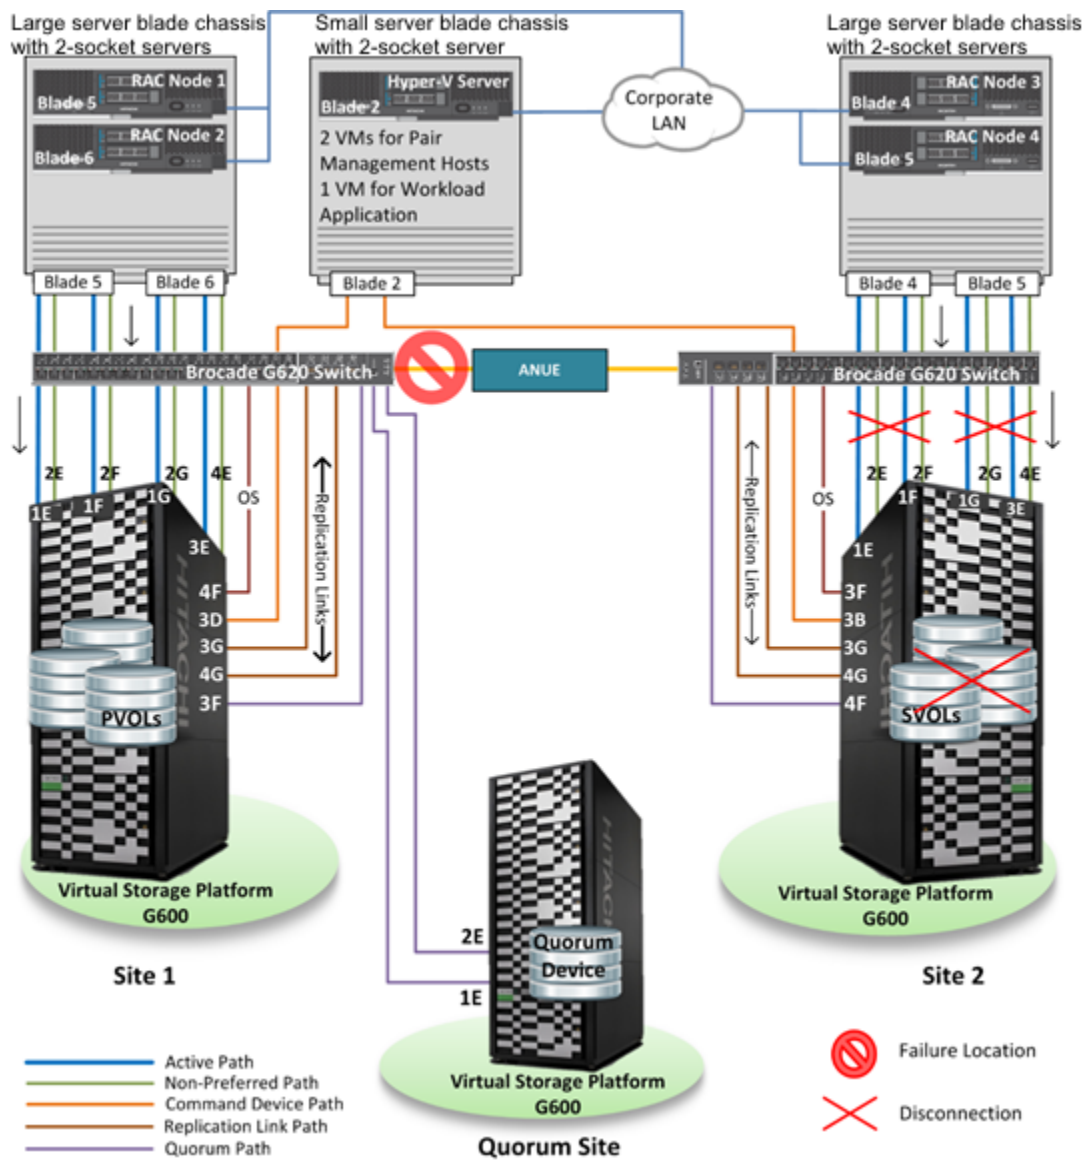 Large server blade chassis
with 2-socket servers
Small server blade chassis
with 2-socket server
Large server blade chassis
with 2-socket servers
RAC Node 1
Blade 5
RAC Node 2
Blade 6
Hyper-V Server
Blade 2
2 VMs for Pair
Management Hosts
1 VM for Workload
Application
Corporate
LAN
RAC Node 3
Blade 4
RAC Node 4
Blade 5
Blade 5
Blade 6
Blade 2
Blade 4
Blade 5
Brocade G620 Switch
ANUE
Brocade G620 Switch
2E
2F
2G
4E
1E
1F
1G
3E
OS
Replication Links
4F
3D
3G
4G
3F
HITACHI
PVOLs
Virtual Storage Platform
G600
Site 1
2E
2F
2G
4E
1F
1G
3E
1E
OS
Replication Links
3F
3B
3G
4G
4F
HITACHI
SVOLs
Virtual Storage Platform
G600
Site 2
2E
1E
Quorum
Device
HITACHI
Virtual Storage Platform
G600
Quorum Site
Active Path
Non-Preferred Path
Command Device Path
Replication Link Path
Quorum Path
Failure Location
Disconnection